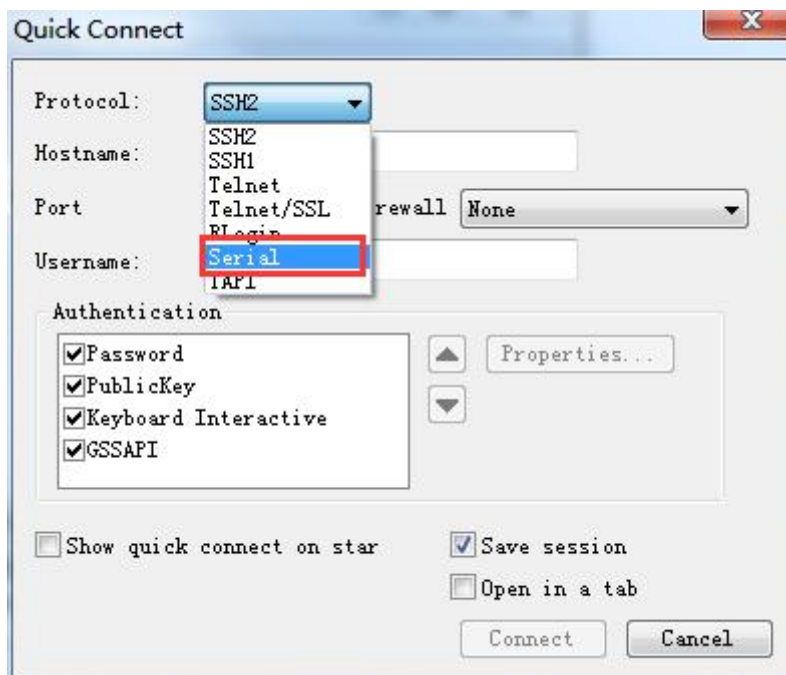 Quick Connect
Protocol: SSH2
SSH2
SSH1
Hostname:
Telnet
Port Telnet/SSL rewall None
RLogin
Username: Serial
TAPI
Authentication
Password
PublicKey
Keyboard Interactive
GSSAPI
Properties...
Show quick connect on star
Save session
Open in a tab
Connect Cancel